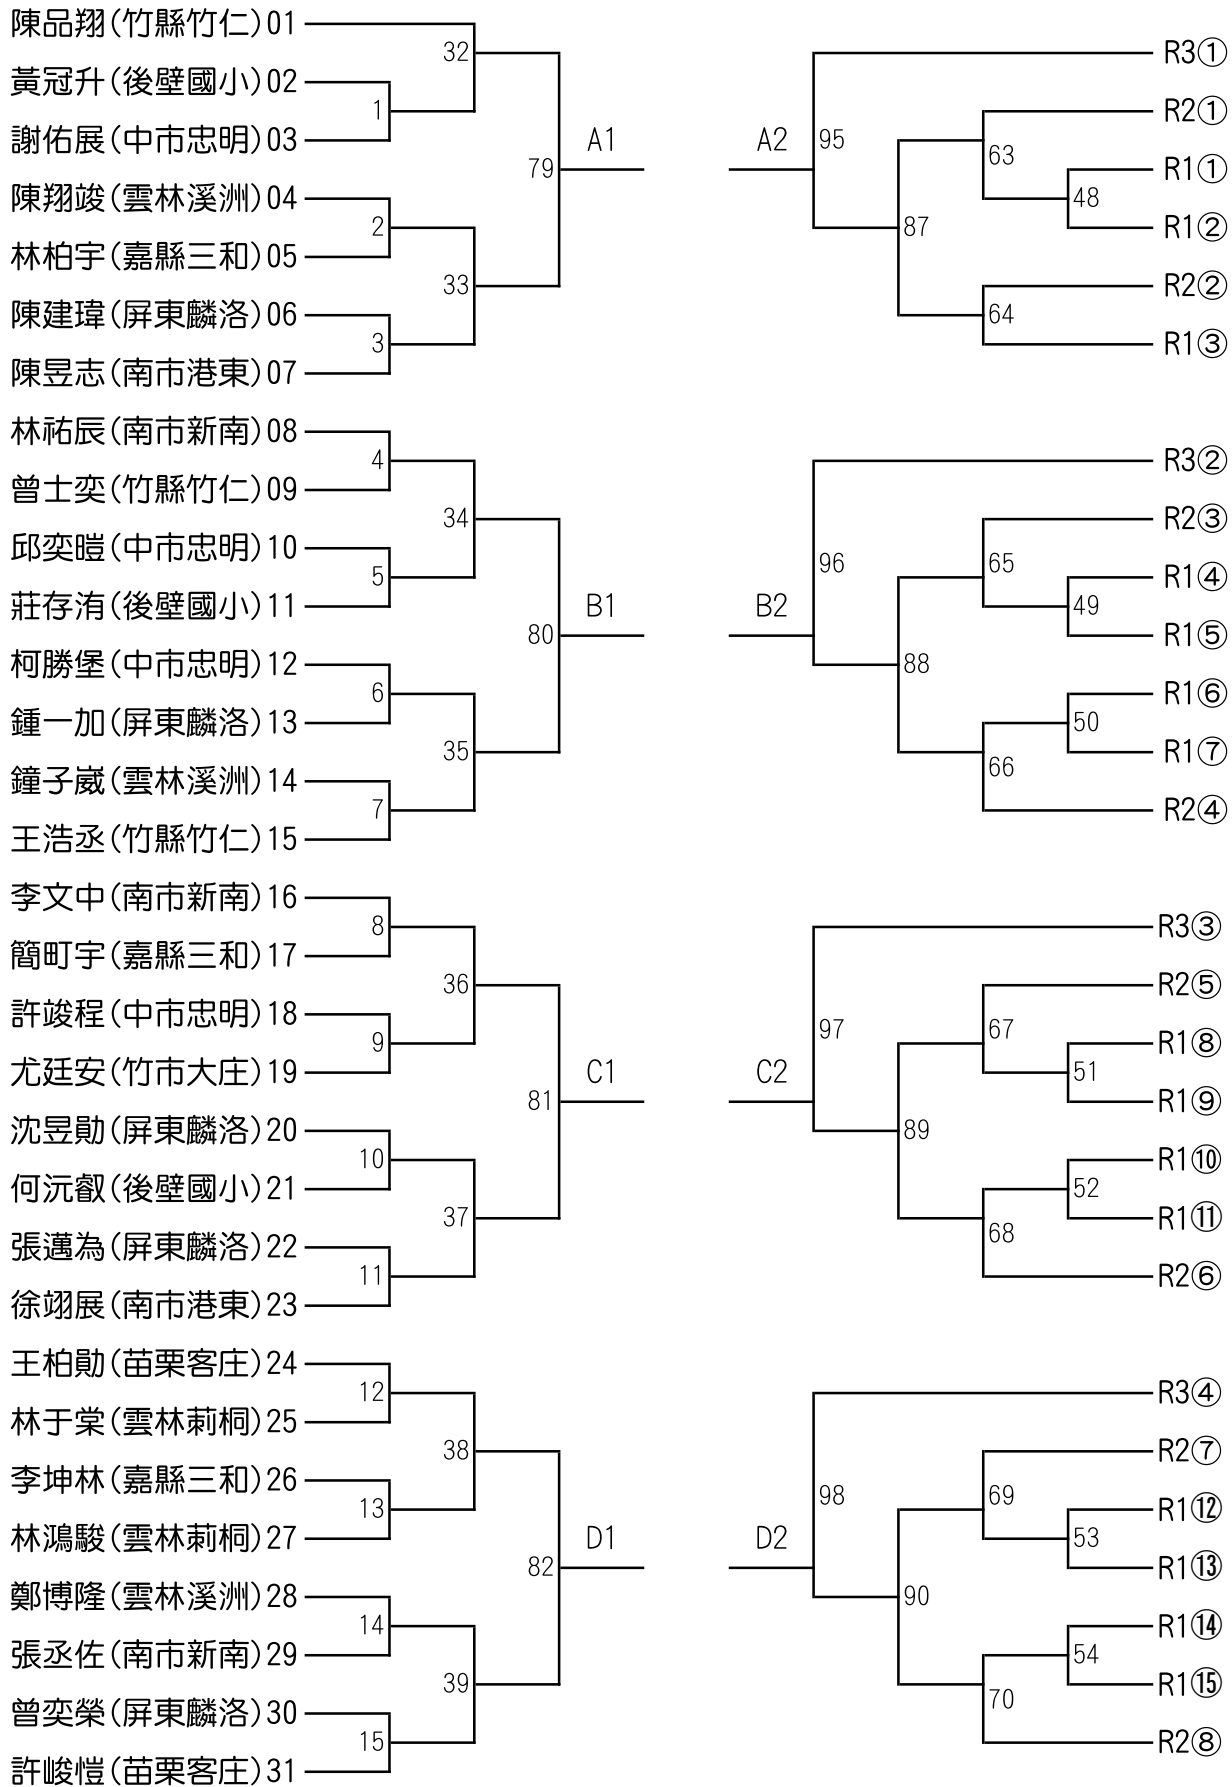 陳品翔(竹縣竹仁)01
32
R3①
黃冠升(後壁國小)02
1
R2①
謝佑展(中市忠明)03
79
A1
A2
95
63
陳翔竣(雲林溪洲)04
2
R1①
48
林柏宇(嘉縣三和)05
33
87
R1②
陳建瑋(屏東麟洛)06
3
R2②
64
陳昱志(南市港東)07
R1③
林祐辰(南市新南)08
4
R3②
曾士奕(竹縣竹仁)09
34
R2③
邱奕暟(中市忠明)10
5
96
65
R1④
莊存洧(後壁國小)11
80
B1
B2
49
R1⑤
柯勝堡(中市忠明)12
6
88
R1⑥
鍾一加(屏東麟洛)13
35
50
R1⑦
鐘子崴(雲林溪洲)14
7
66
R2④
王浩丞(竹縣竹仁)15
李文中(南市新南)16
8
R3③
簡町宇(嘉縣三和)17
36
R2⑤
許竣程(中市忠明)18
9
97
67
R1⑧
尤廷安(竹市大庄)19
81
C1
C2
51
R1⑨
沈昱勛(屏東麟洛)20
10
89
R1⑩
何沅叡(後壁國小)21
37
52
R1⑪
張邁為(屏東麟洛)22
11
68
R2⑥
徐翊展(南市港東)23
王柏勛(苗栗客庄)24
12
R3④
林于棠(雲林莿桐)25
38
R2⑦
李坤林(嘉縣三和)26
13
98
69
R1⑫
林鴻駿(雲林莿桐)27
82
D1
D2
53
R1⑬
鄭博隆(雲林溪洲)28
14
90
R1⑭
張丞佐(南市新南)29
39
54
R1⑮
曾奕榮(屏東麟洛)30
15
70
R2⑧
許峻愷(苗栗客庄)31